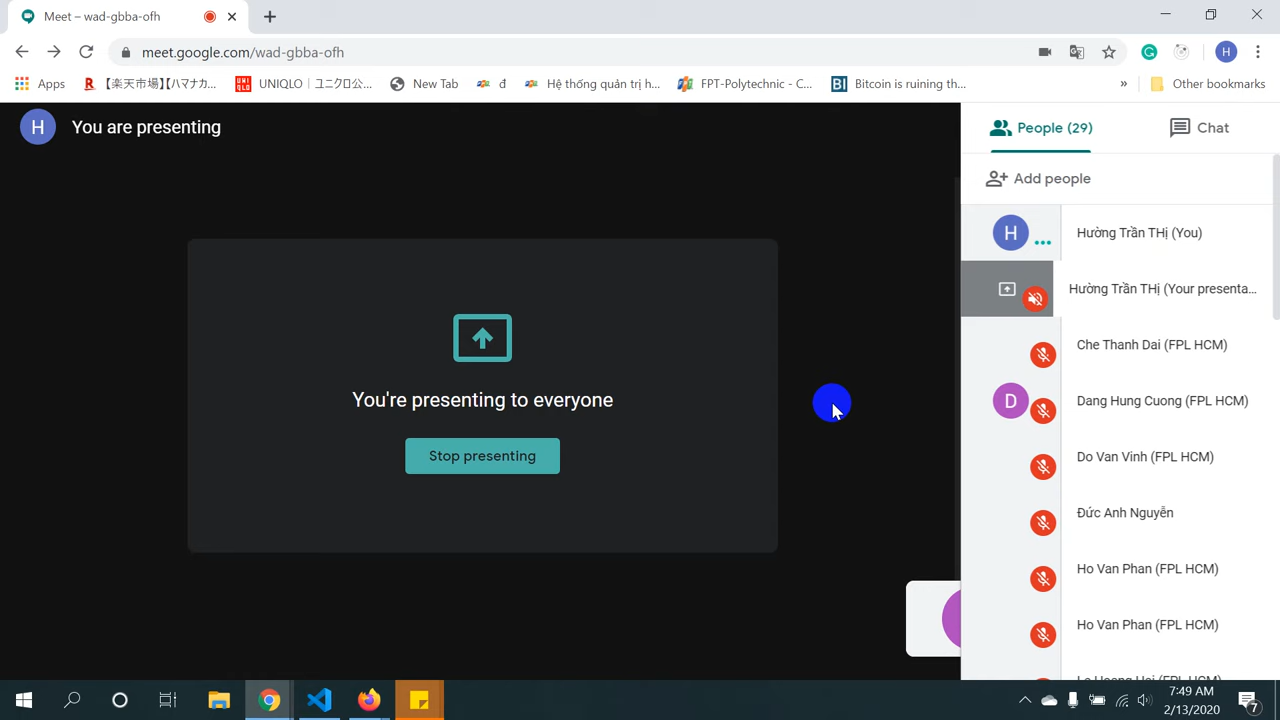 Meet – wad-gbba-ofh
meet.google.com/wad-gbba-ofh
H
Apps
R 【楽天市場】【ハマナカ...
UNIQLO | ユニクロ公...
New Tab
đ
Hệ thống quản trị h...
FPT-Polytechnic - C...
BI Bitcoin is ruining th...
»
Other bookmarks
H You are presenting
People (29)
Chat
Add people
H Hường Trần THị (You)
Hường Trần THị (Your presenta...
Che Thanh Dai (FPL HCM)
D Dang Hung Cuong (FPL HCM)
Do Van Vinh (FPL HCM)
Đức Anh Nguyễn
Ho Van Phan (FPL HCM)
Ho Van Phan (FPL HCM)
You're presenting to everyone
Stop presenting
7:49 AM
2/13/2020
7